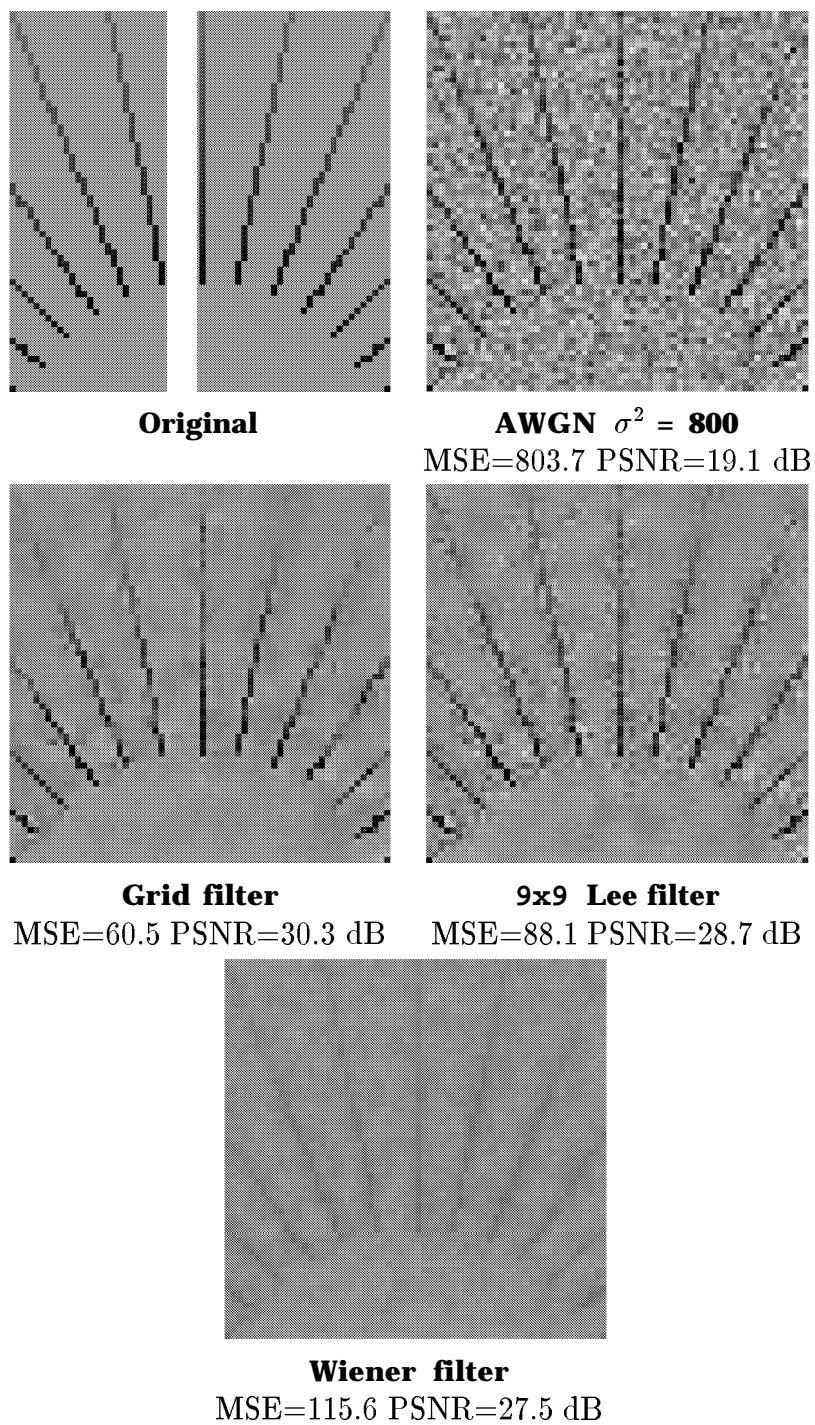 Original
AWGN σ² = 800
MSE=803.7 PSNR=19.1 dB
Grid filter
MSE=60.5 PSNR=30.3 dB
9x9 Lee filter
MSE=88.1 PSNR=28.7 dB
Wiener filter
MSE=115.6 PSNR=27.5 dB